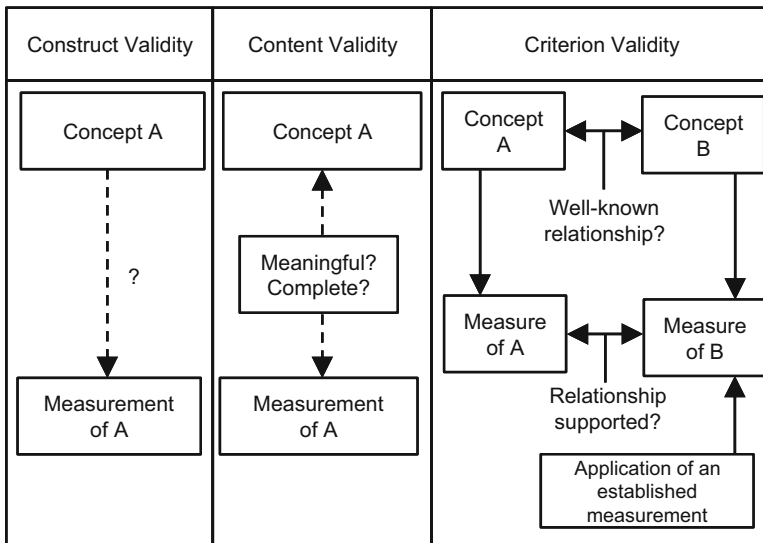 Construct Validity
Content Validity
Criterion Validity
Concept A
?
Measurement
of A
Concept A
Meaningful?
Complete?
Measurement
of A
Concept
A
Concept
B
Well-known
relationship?
Measure
of A
Measure
of B
Relationship
supported?
Application of an
established
measurement